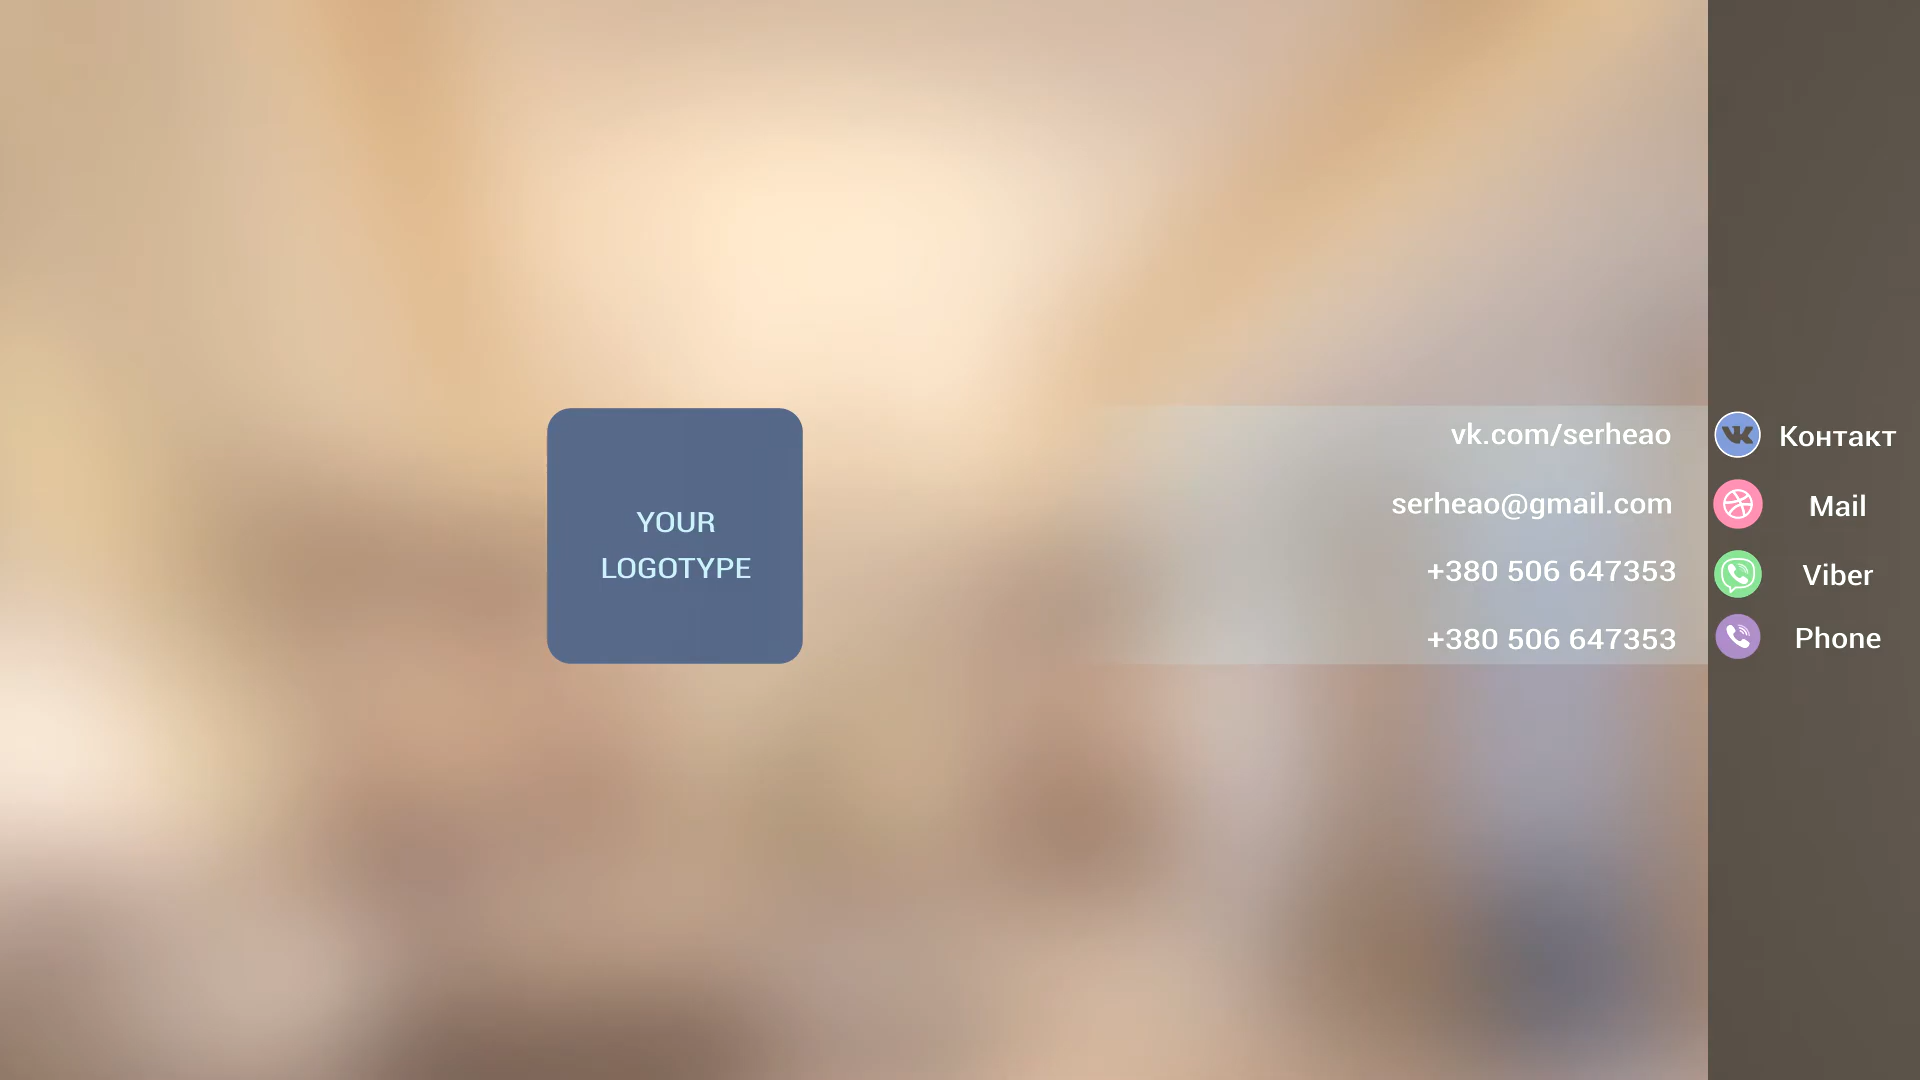 YOUR
LOGOTYPE
vk.com/serheao
Контакт
serheao@gmail.com
Mail
+380 506 647353
Viber
+380 506 647353
Phone